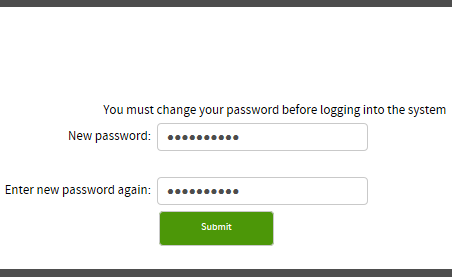 You must change your password before logging into the system
New password: ●●●●●●●●●●
Enter new password again: ●●●●●●●●●●
Submit